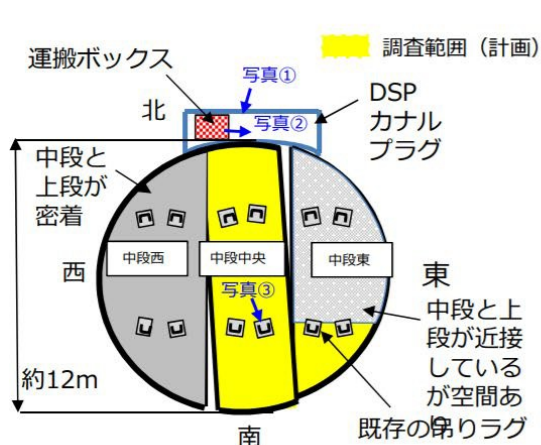 調査範囲（計画）
運搬ボックス
写真①
北
写真②
DSP
カナル
プラグ
中段と
上段が
密着
中段西
中段中央
中段東
西
写真③
東
中段と上
段が近接
している
が空間あ
り
約12m
既存の吊りラグ
南